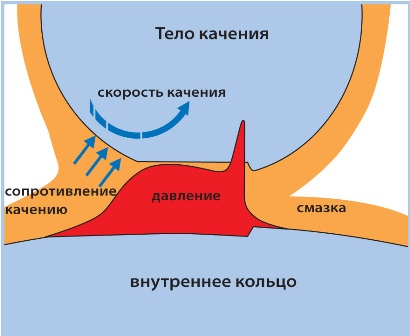 Тело качения
скорость качения
сопротивление
качению
давление
смазка
внутреннее кольцо